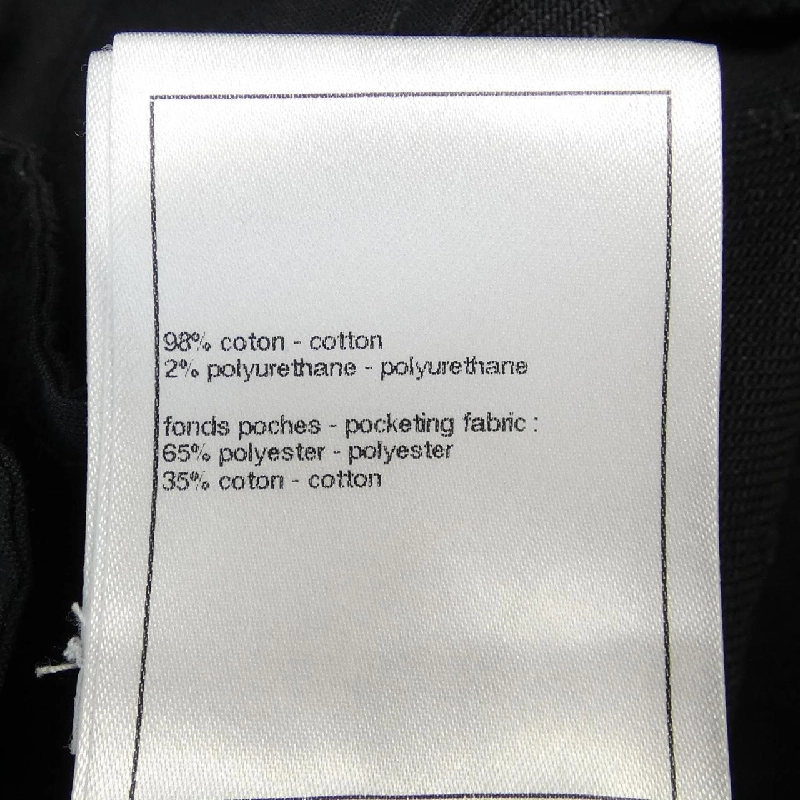 98% coton - cotton
2% polyurethane - polyurethane
fonds poches - pocketing fabric :
65% polyester - polyester
35% coton - cotton